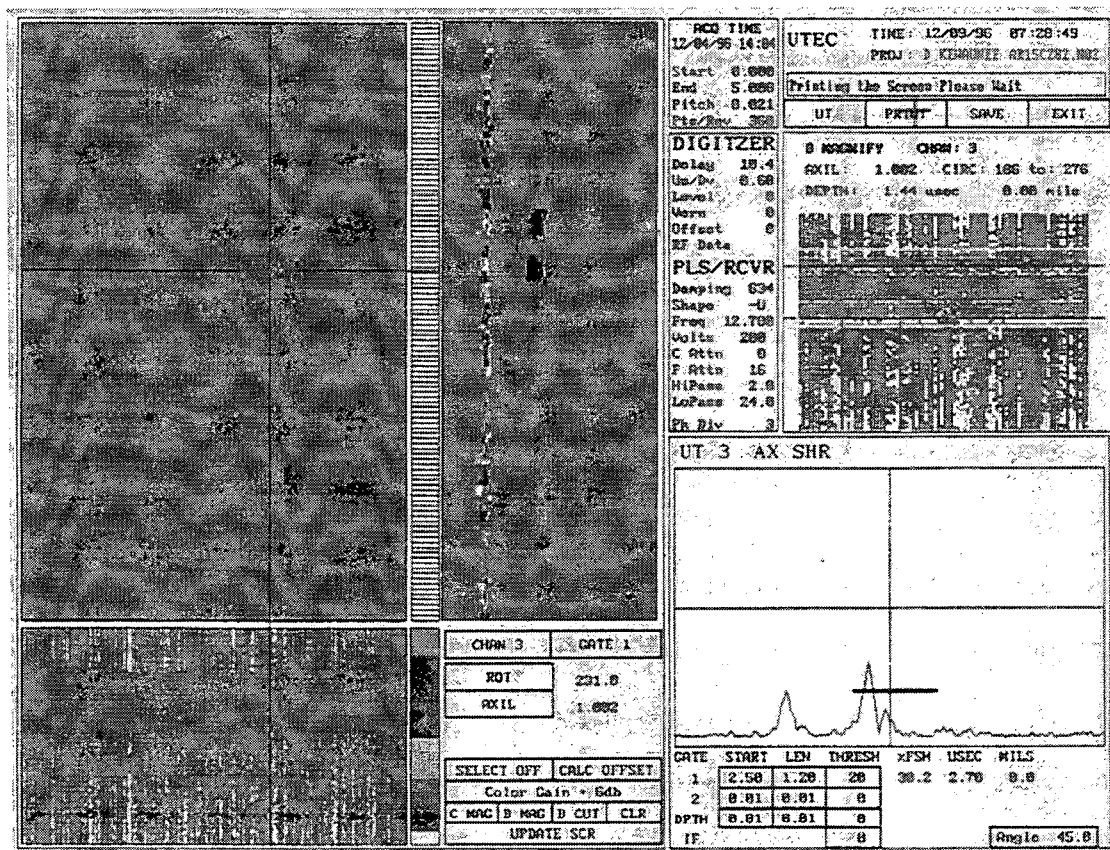 ACQ TIME
12/04/96 14:04
Start 0.000
End 5.000
Pitch 0.021
Pts/Rev 360
DIGITZER
Delay 10.4
Us/Dv 0.60
Level 0
Vern 0
Offset 0
RF Data
PLS/RCVR
Damping 634
Shape -U
Freq 12.700
Volts 200
C Attn 0
F Attn 16
HiPass 2.0
LoPass 24.0
Ph Div 3
UTEC TIME: 12/09/96 07:28:49
PROJ: D KEWAUNEE
Printing the Screen Please Wait
UT PRINT SAVE EXIT
B MAGNIFY CHAN: 3
AXIL: 1.002 CIRC: 186 to: 276
DEPTH: 1.44 usec 0.00 mils
UT 3 AX SHR
CHAN 3 GATE 1
ROT 231.0
AXIL 1.002
SELECT OFF CALC OFFSET
Color Gain + 6db
C MAG B MAG D CUT CLR
UPDATE SCR
GATE START LEN THRESH %FSH USEC MILS
1 2.50 1.20 20 30.2 2.70 0.0
2 0.01 0.01 0
DPTH 0.01 0.01 0
IF 0
Angle 45.0